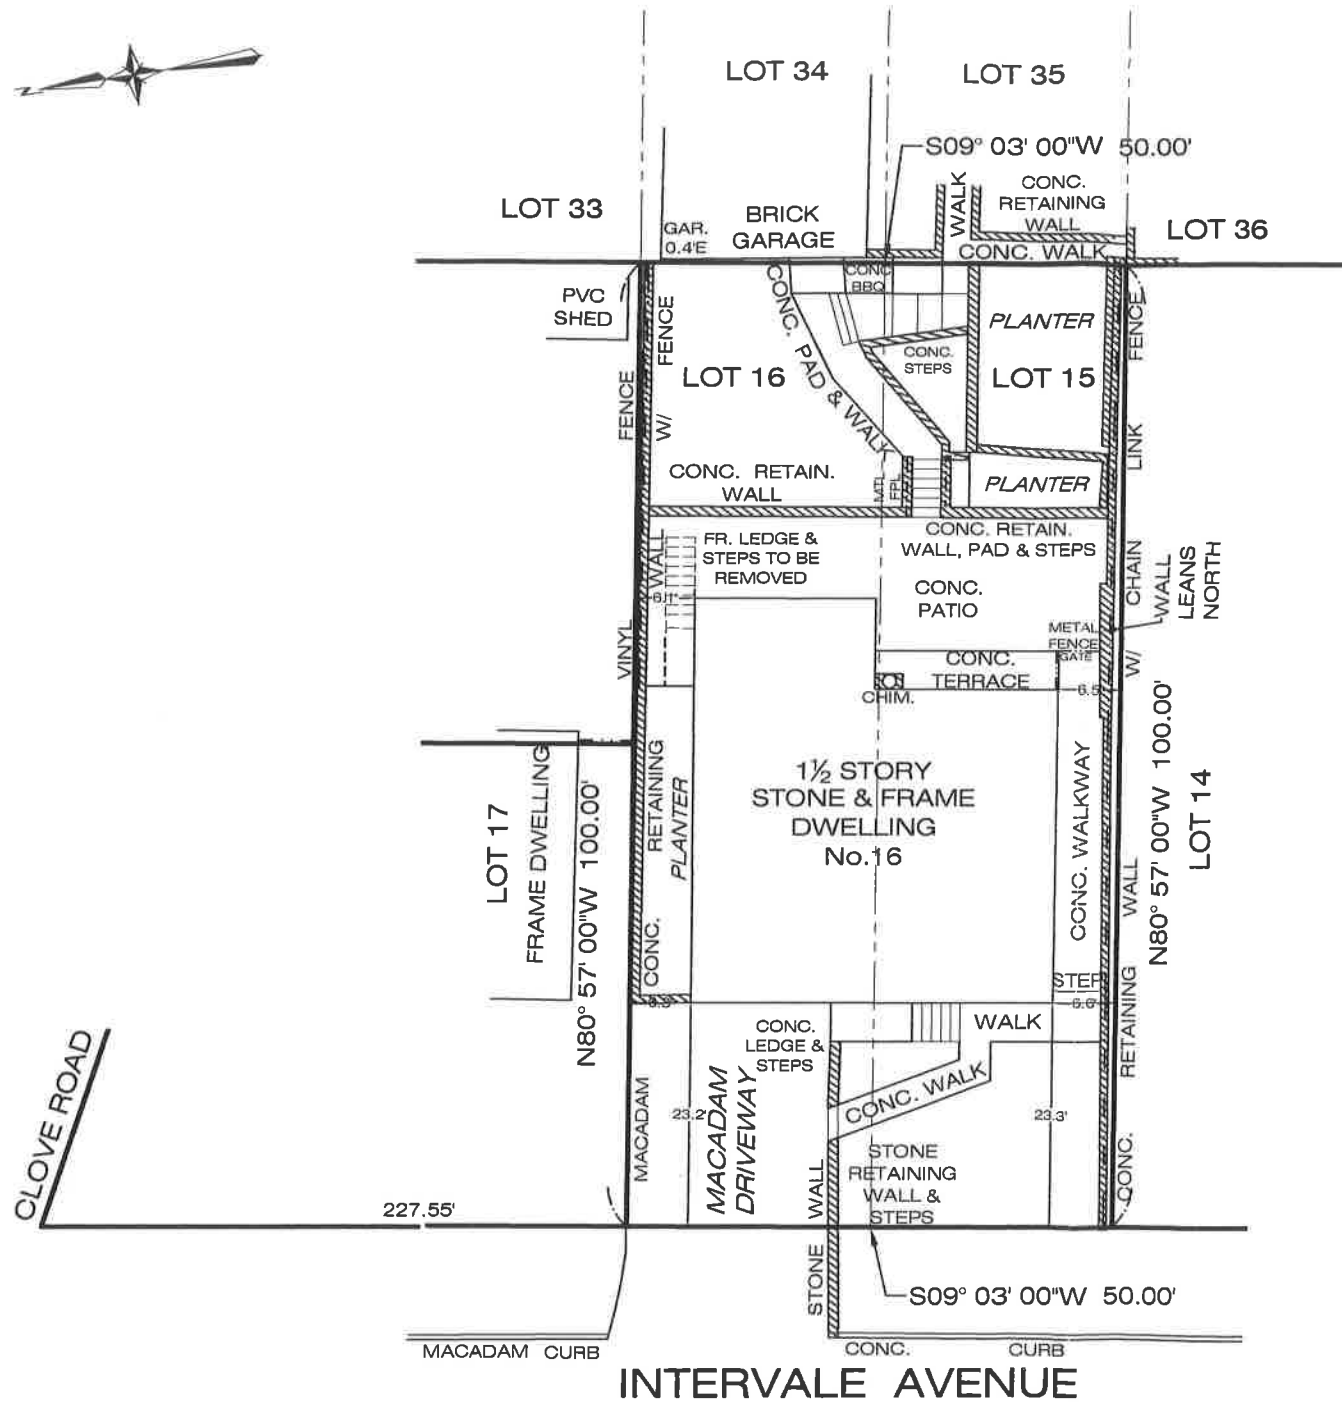 N
LOT 34
LOT 35
S09° 03' 00"W 50.00'
LOT 33
GAR.
0.4'E
BRICK
GARAGE
WALK
CONC.
RETAINING
WALL
CONC. WALK
LOT 36
PVC
SHED
FENCE
W/
FENCE
VINYL
WALL
RETAINING
CONC.
CONC. PAD & WALK
CONC.
BBQ
CONC.
STEPS
PLANTER
LOT 16
LOT 15
FENCE
LINK
CHAIN
W/
WALL
RETAINING
CONC.
CONC. RETAIN.
WALL
MTL.
FPL.
PLANTER
CONC. RETAIN.
WALL, PAD & STEPS
FR. LEDGE &
STEPS TO BE
REMOVED
6.1'
CONC.
PATIO
WALL
LEANS
NORTH
METAL
FENCE
GATE
CONC.
TERRACE
CHIM.
6.5'
1½ STORY
STONE & FRAME
DWELLING
No.16
PLANTER
CONC. WALKWAY
LOT 17
FRAME DWELLING
N80° 57' 00"W 100.00'
N80° 57' 00"W 100.00'
LOT 14
STEP
6.6'
CONC.
LEDGE &
STEPS
WALK
CONC. WALK
MACADAM
23.2'
MACADAM
DRIVEWAY
23.3'
STONE
RETAINING
WALL &
STEPS
WALL
STONE
CLOVE ROAD
227.55'
S09° 03' 00"W 50.00'
MACADAM CURB
CONC. CURB
INTERVALE AVENUE